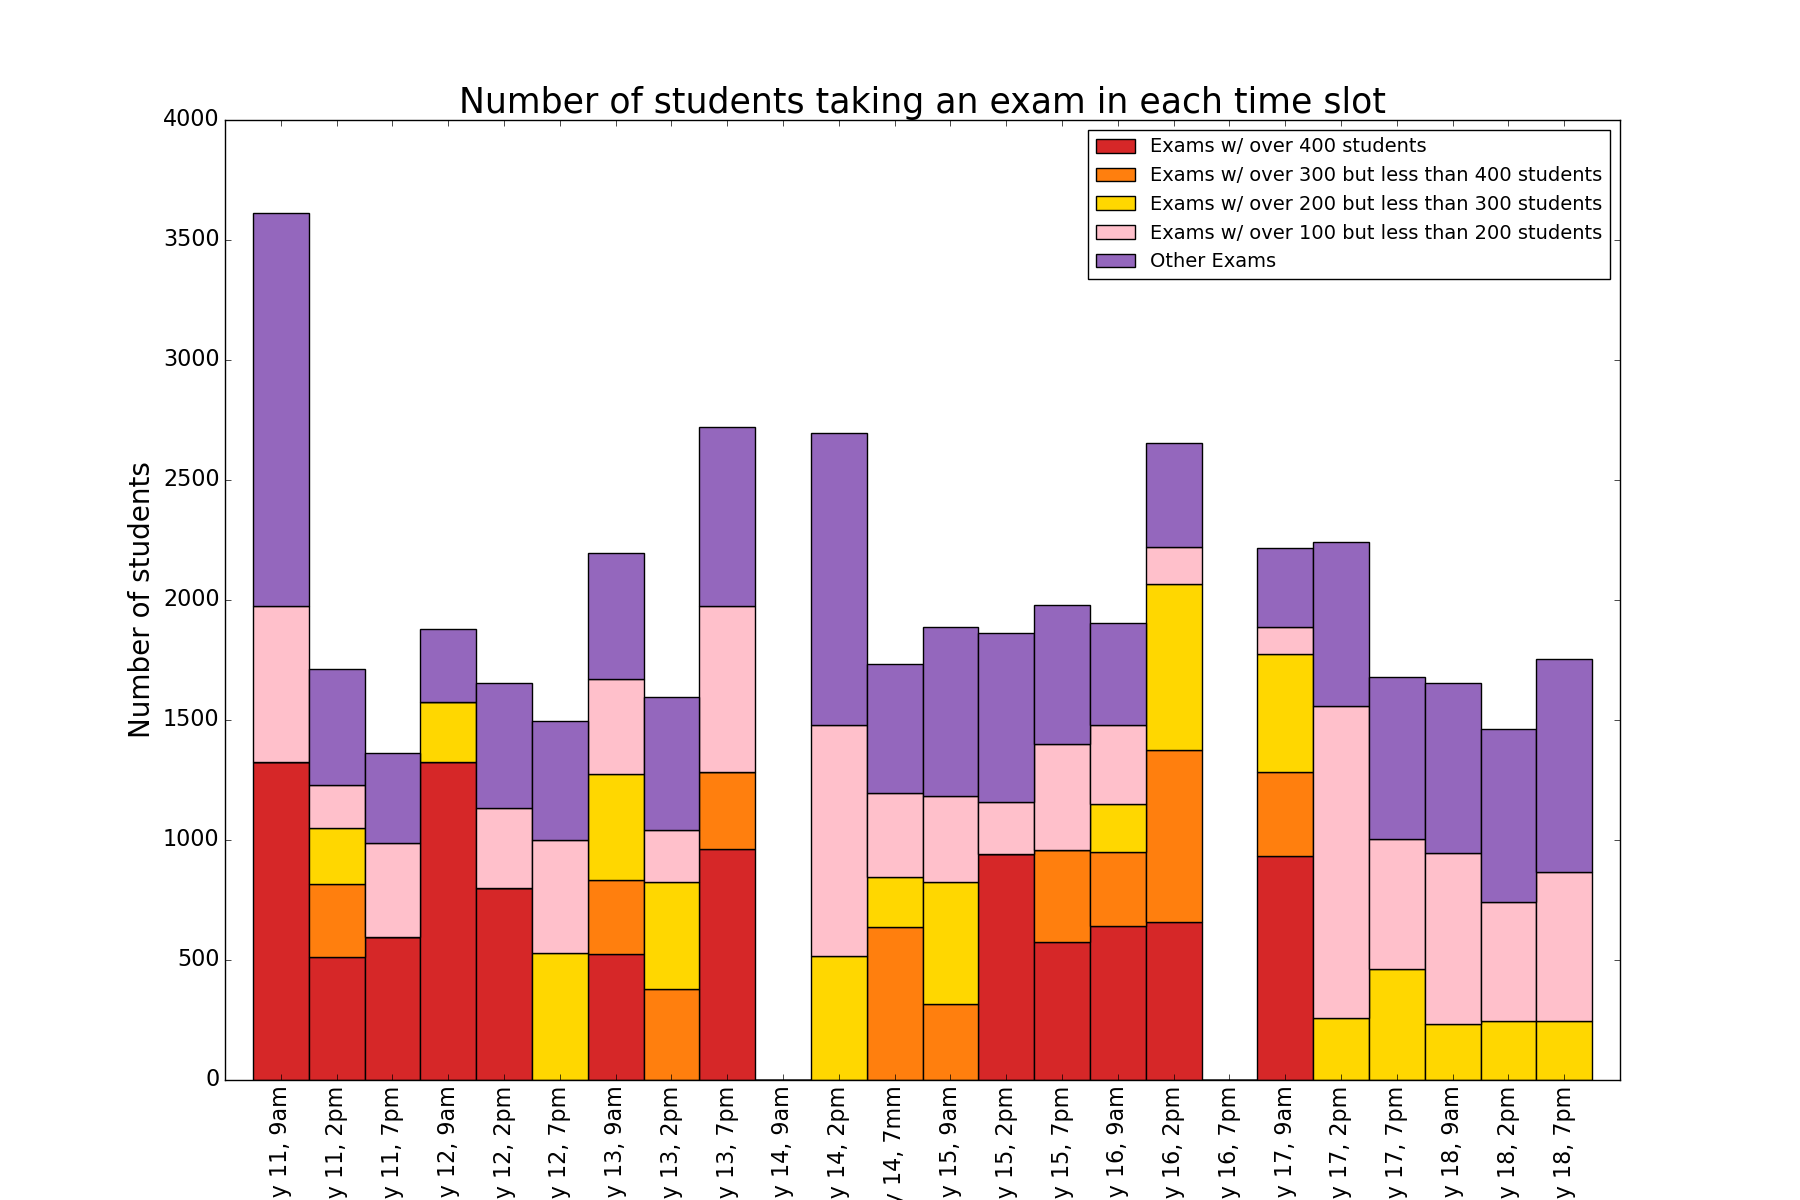 Number of students taking an exam in each time slot
Number of students
4000
3500
3000
2500
2000
1500
1000
500
0
Exams w/ over 400 students
Exams w/ over 300 but less than 400 students
Exams w/ over 200 but less than 300 students
Exams w/ over 100 but less than 200 students
Other Exams
y 11, 9am
y 11, 2pm
y 11, 7pm
y 12, 9am
y 12, 2pm
y 12, 7pm
y 13, 9am
y 13, 2pm
y 13, 7pm
y 14, 9am
y 14, 2pm
y 14, 7mm
y 15, 9am
y 15, 2pm
y 15, 7pm
y 16, 9am
y 16, 2pm
y 16, 7pm
y 17, 9am
y 17, 2pm
y 17, 7pm
y 18, 9am
y 18, 2pm
y 18, 7pm